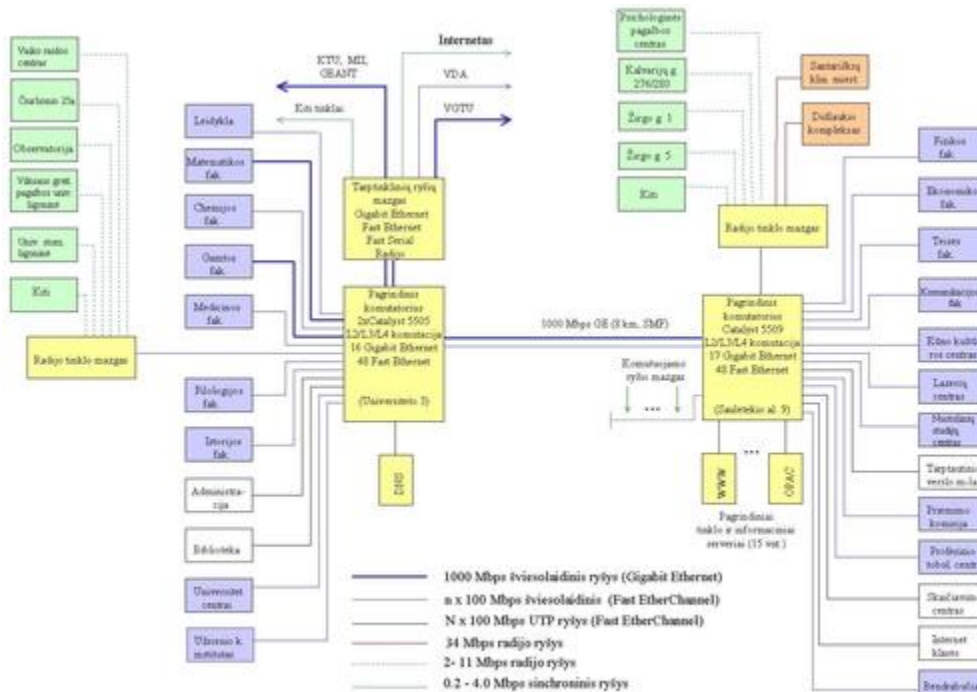 Vaiko raidos
centras
Čiurlionio 21a
Observatorija
Vilniaus greit.
pagalbos univ.
ligoninė
Univ. stom.
ligoninė
Kiti
Radijo tinklo mazgas
Leidykla
Matematikos
fak.
Chemijos
fak.
Gamtos
fak.
Medicinos
fak.
Filologijos
fak.
Istorijos
fak.
Administra-
cija
Biblioteka
Universitet.
centras
institutas
Internetas
KTU, MII,
GEANT
VDA
Kiti tinklai
VGTU
Tarptinklinių ryšių
mazgas
Gigabit Ethernet
Fast Ethernet
Fast Serial
Radijo
Pagrindinis
komutatorius
2xCatalyst 5505
L2/L3/L4 komutacija
16 Gigabit Ethernet
48 Fast Ethernet
(Universiteto 3)
DNS
1000 Mbps GE (8 km, SMF)
Komutuojamo
ryšio mazgas
...
Psichologinės
pagalbos
centras
Kalvarijų g.
276/280
Žirgo g. 1
Žirgo g. 5
Kiti
Santariškių
Didlaukio
kompleksas
Radijo tinklo mazgas
Pagrindinis
komutatorius
Catalyst 5509
L2/L3/L4 komutacija
17 Gigabit Ethernet
48 Fast Ethernet
(Saulėtekio al. 9)
WWW
...
OPAC
Pagrindiniai
tinklo ir informaciniai
serveriai (15 vnt.)
Fizikos
fak.
Ekonomikos
fak.
Teisės
fak.
Komunikacijos
fak.
Kūno kultū-
ros centras
Lazerių
centras
Nuotolinių
studijų
centras
Tarptautinio
verslo m-la
Priėmimo
komisija
Profesinio
tobul. centr.
Skaičiavimo
centras
Internet
klasės
Bendrabučiai
1000 Mbps šviesolaidinis ryšys (Gigabit Ethernet)
n x 100 Mbps šviesolaidinis (Fast EtherChannel)
N x 100 Mbps UTP ryšys (Fast EtherChannel)
34 Mbps radijo ryšys
2- 11 Mbps radijo ryšys
0.2 - 4.0 Mbps sinchroninis ryšys